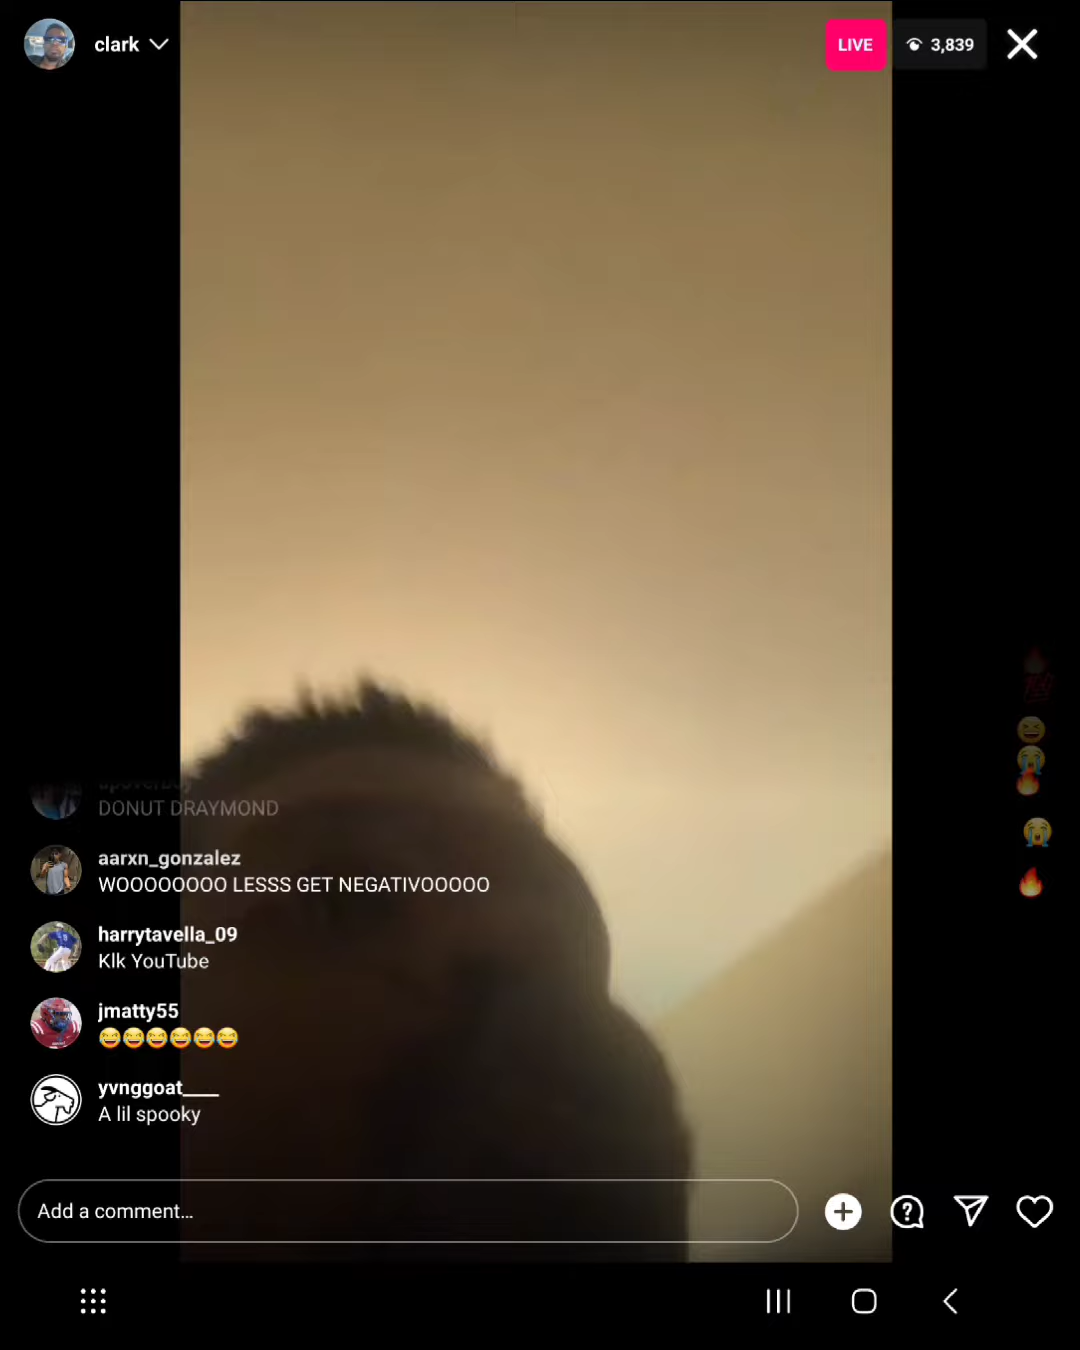 clark
LIVE
3,839
DONUT DRAYMOND
aarxn_gonzalez
WOOOOOOOO LESSS GET NEGATIVOOOOO
harrytavella_09
Klk YouTube
jmatty55
😂😂😂😂😂😂
yvnggoat____
A lil spooky
Add a comment...